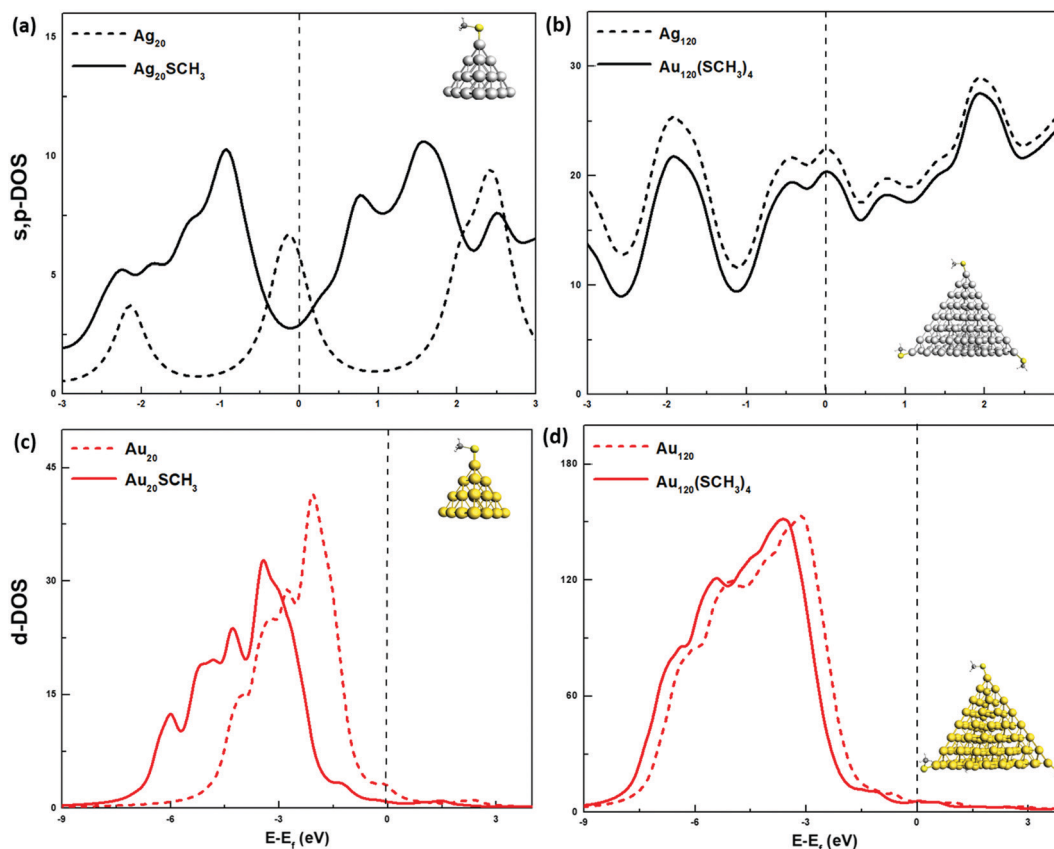 (a)
Ag20
Ag20SCH3
s,p-DOS
15
10
5
0
-3 -2 -1 0 1 2 3
(b)
Ag120
Au120(SCH3)4
30
20
10
0
-3 -2 -1 0 1 2
(c)
Au20
Au20SCH3
d-DOS
45
30
15
0
-9 -6 -3 0
E-Ef (eV)
(d)
Au120
Au120(SCH3)4
180
120
60
0
-9 -6 -3 0
E-Ef (eV)